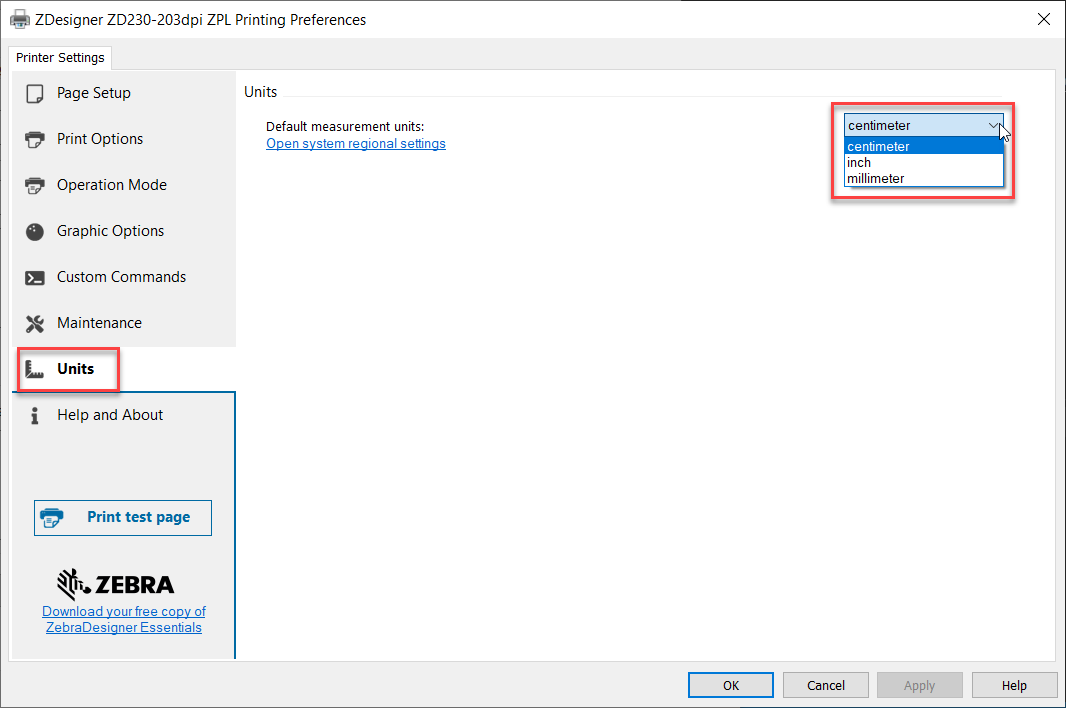 ZDesigner ZD230-203dpi ZPL Printing Preferences
Printer Settings
Page Setup
Print Options
Operation Mode
Graphic Options
Custom Commands
Maintenance
Units
Help and About
Print test page
ZEBRA
Download your free copy of
ZebraDesigner Essentials
Units
Default measurement units:
Open system regional settings
centimeter
centimeter
inch
millimeter
OK
Cancel
Apply
Help